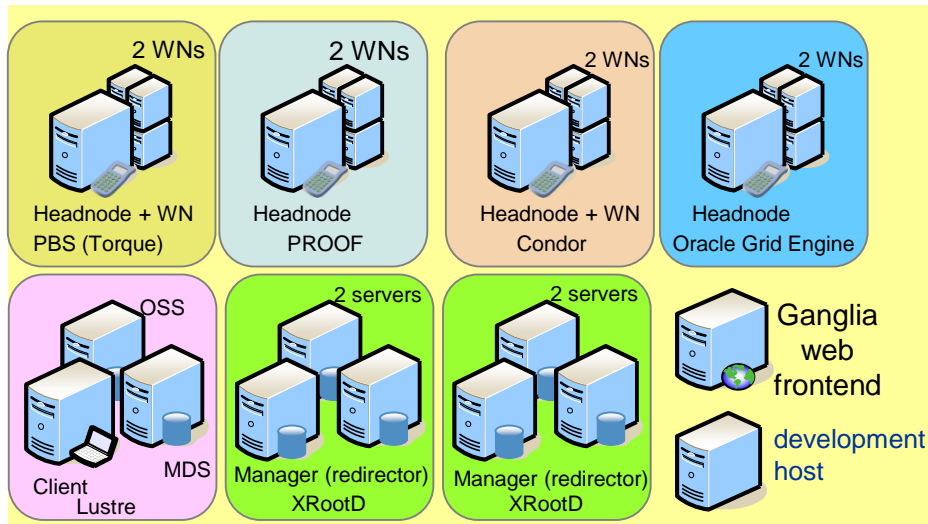 2 WNs
Headnode + WN
PBS (Torque)
2 WNs
Headnode
PROOF
2 WNs
Headnode + WN
Condor
2 WNs
Headnode
Oracle Grid Engine
OSS
MDS
Client
Lustre
2 servers
Manager (redirector)
XRootD
2 servers
Manager (redirector)
XRootD
Ganglia
web
frontend
development
host